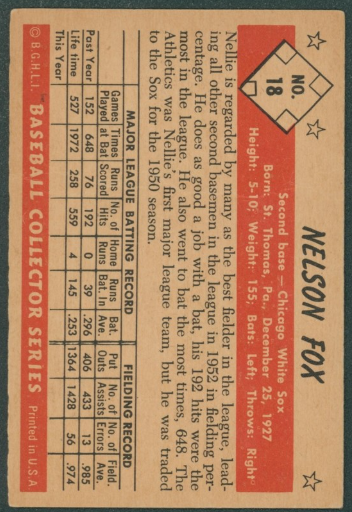 NO.
18
NELSON FOX
Second base — Chicago White Sox
Born: St. Thomas, Pa., December 25, 1927
Height: 5-10; Weight: 155; Bats: Left; Throws: Right
Nellie is regarded by many as the best fielder in the league, lead-
ing all other second basemen in the league in 1952 in fielding per-
centage. He does as good a job with a bat, his 192 hits were the
most in the league. He also went to bat the most times, 648. The
Athletics was Nellie's first major league team, but he was traded
to the Sox for the 1950 season.
MAJOR LEAGUE BATTING RECORD FIELDING RECORD
Games Times Runs No. of Home Runs Bat. Put No. of No. of Field.
Played at Bat Scored Hits Runs Bat. In Ave. Outs Assists Errors Ave.
Past Year 152 648 76 192 0 39 .296 406 433 13 .985
Life time 527 1972 258 559 4 145 .253 1364 1428 56 .974
This Year
© B.G.H.L.I. BASEBALL COLLECTOR SERIES Printed in U.S.A